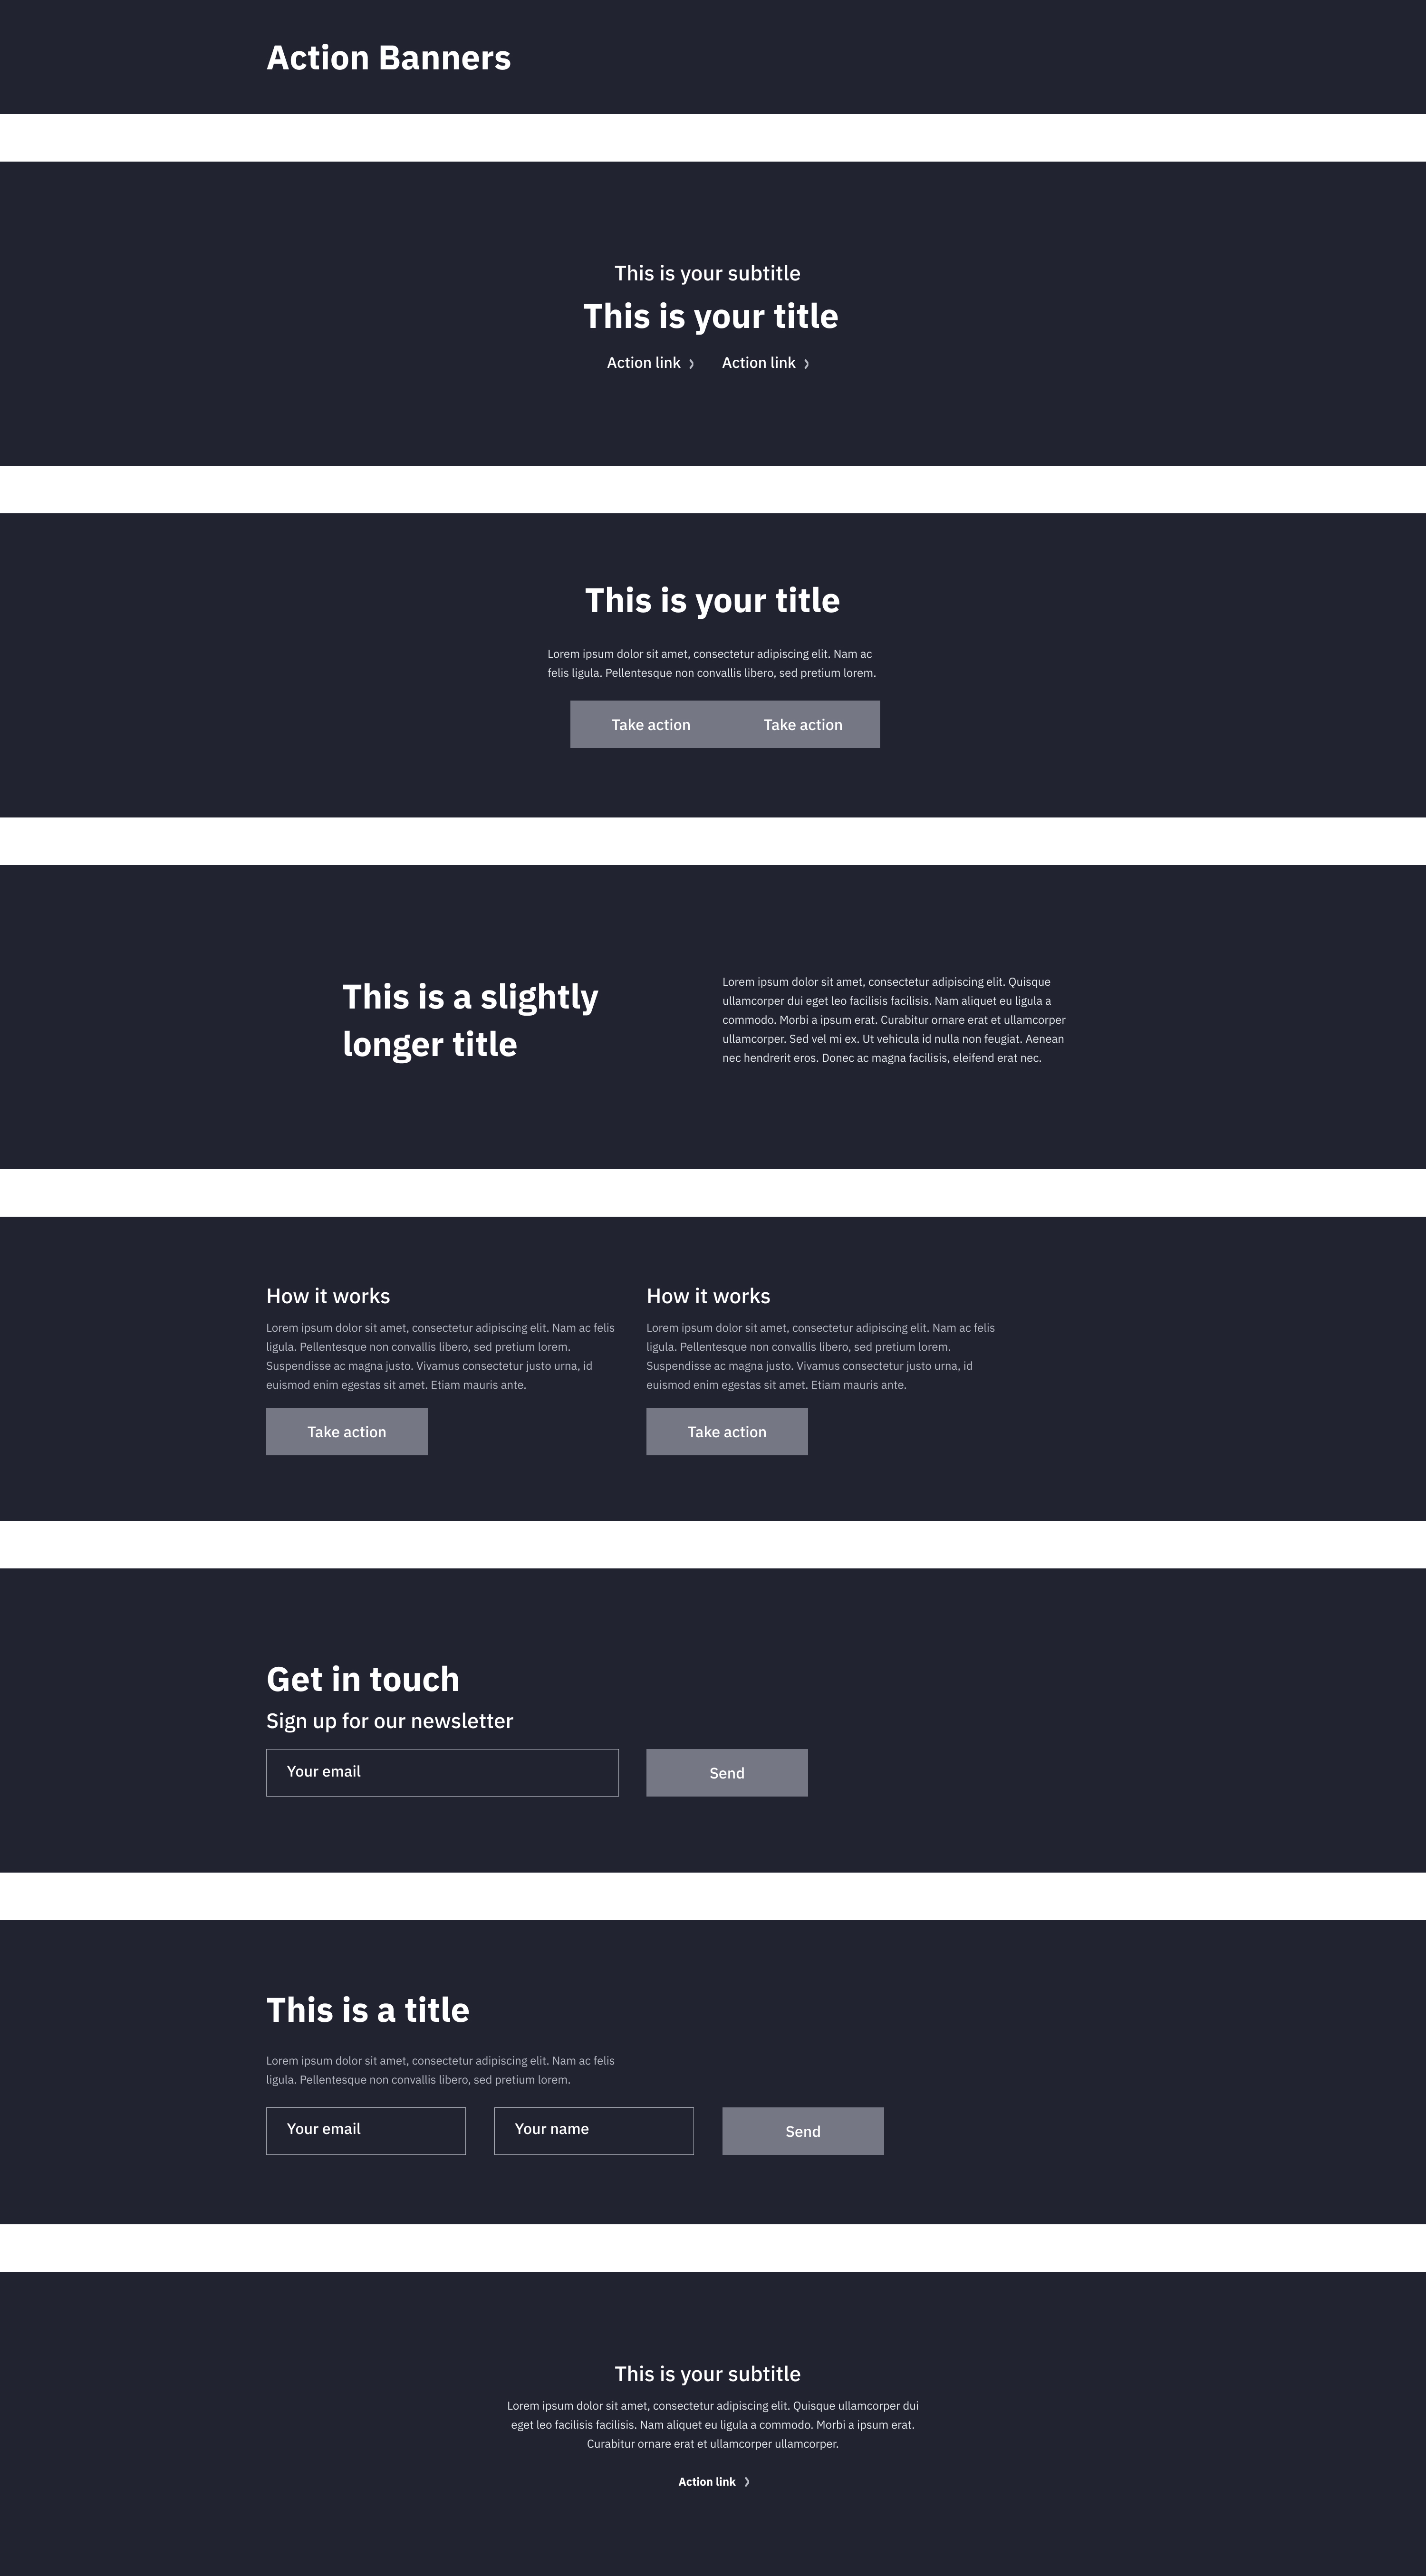 Action Banners
This is your subtitle
This is your title
Action link Action link
This is your title
Lorem ipsum dolor sit amet, consectetur adipiscing elit. Nam ac
felis ligula. Pellentesque non convallis libero, sed pretium lorem.
Take action Take action
This is a slightly
longer title
Lorem ipsum dolor sit amet, consectetur adipiscing elit. Quisque
ullamcorper dui eget leo facilisis facilisis. Nam aliquet eu ligula a
commodo. Morbi a ipsum erat. Curabitur ornare erat et ullamcorper
ullamcorper. Sed vel mi ex. Ut vehicula id nulla non feugiat. Aenean
nec hendrerit eros. Donec ac magna facilisis, eleifend erat nec.
How it works
Lorem ipsum dolor sit amet, consectetur adipiscing elit. Nam ac felis
ligula. Pellentesque non convallis libero, sed pretium lorem.
Suspendisse ac magna justo. Vivamus consectetur justo urna, id
euismod enim egestas sit amet. Etiam mauris ante.
Take action
How it works
Lorem ipsum dolor sit amet, consectetur adipiscing elit. Nam ac felis
ligula. Pellentesque non convallis libero, sed pretium lorem.
Suspendisse ac magna justo. Vivamus consectetur justo urna, id
euismod enim egestas sit amet. Etiam mauris ante.
Take action
Get in touch
Sign up for our newsletter
Your email
Send
This is a title
Lorem ipsum dolor sit amet, consectetur adipiscing elit. Nam ac felis
ligula. Pellentesque non convallis libero, sed pretium lorem.
Your email
Your name
Send
This is your subtitle
Lorem ipsum dolor sit amet, consectetur adipiscing elit. Quisque ullamcorper dui
eget leo facilisis facilisis. Nam aliquet eu ligula a commodo. Morbi a ipsum erat.
Curabitur ornare erat et ullamcorper ullamcorper.
Action link